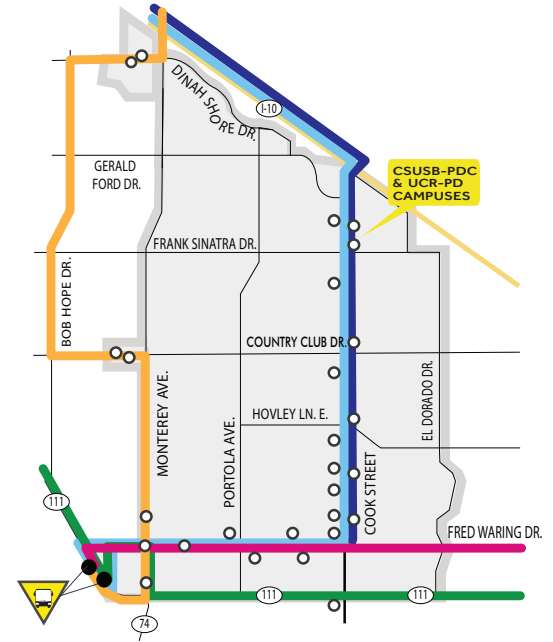 DINAH SHORE DR.
I-10
GERALD
FORD DR.
CSUSB-PDC
& UCR-PD
CAMPUSES
FRANK SINATRA DR.
BOB HOPE DR.
COUNTRY CLUB DR.
MONTEREY AVE.
PORTOLA AVE.
HOVLEY LN. E.
EL DORADO DR.
COOK STREET
111
FRED WARING DR.
111
111
74